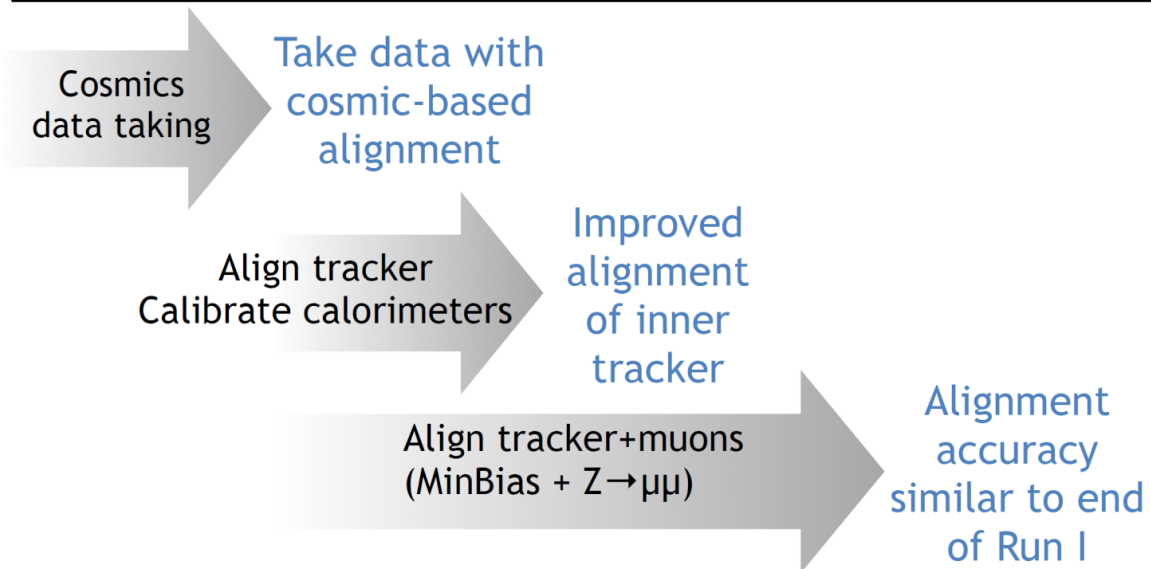 Cosmics
data taking
Take data with
cosmic-based
alignment
Align tracker
Calibrate calorimeters
Improved
alignment
of inner
tracker
Align tracker+muons
(MinBias + Z→μμ)
Alignment
accuracy
similar to end
of Run I